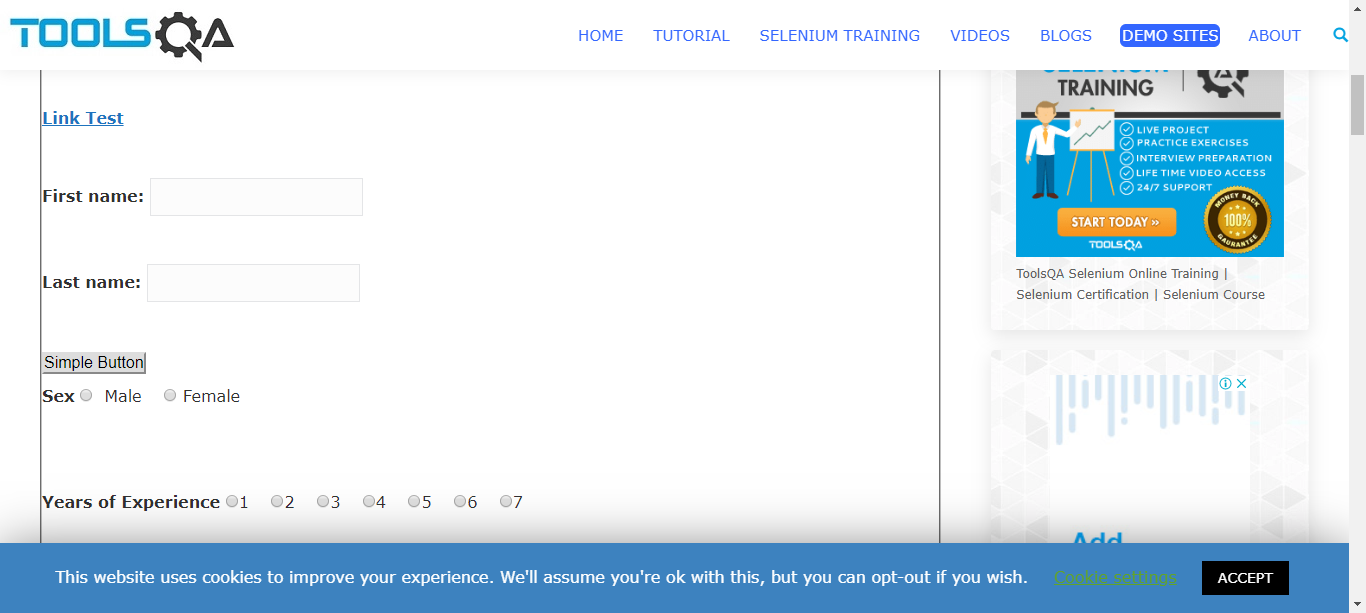 TOOLSQA
HOME TUTORIAL SELENIUM TRAINING VIDEOS BLOGS DEMO SITES ABOUT
Link Test
First name:
Last name:
Simple Button
Sex Male Female
Years of Experience 1 2 3 4 5 6 7
SELENIUM
TRAINING
LIVE PROJECT
PRACTICE EXERCISES
INTERVIEW PREPARATION
LIFE TIME VIDEO ACCESS
24/7 SUPPORT
START TODAY »
TOOLSQA
MONEY BACK
100%
GAURANTEE
ToolsQA Selenium Online Training |
Selenium Certification | Selenium Course
Add
This website uses cookies to improve your experience. We'll assume you're ok with this, but you can opt-out if you wish. Cookie settings ACCEPT